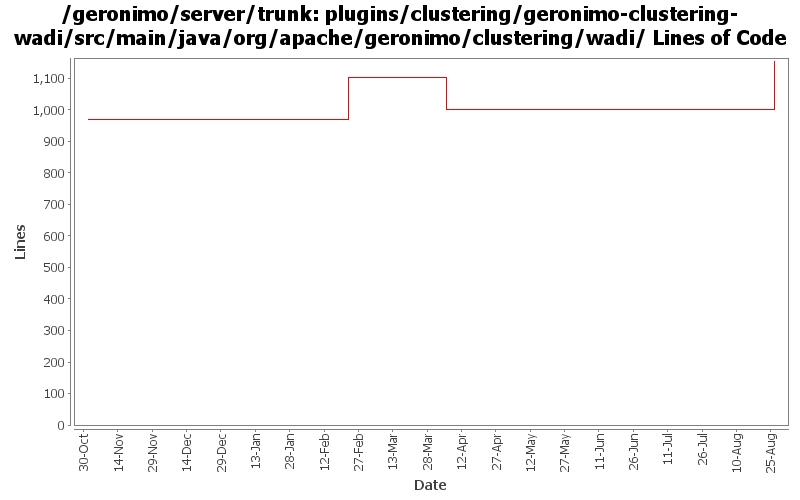 /geronimo/server/trunk: plugins/clustering/geronimo-clustering-
wadi/src/main/java/org/apache/geronimo/clustering/wadi/ Lines of Code
Lines
1,100
1,000
900
800
700
600
500
400
300
200
100
0
30-Oct
14-Nov
29-Nov
14-Dec
29-Dec
13-Jan
28-Jan
12-Feb
27-Feb
13-Mar
28-Mar
12-Apr
27-Apr
12-May
27-May
11-Jun
26-Jun
11-Jul
26-Jul
10-Aug
25-Aug
Date